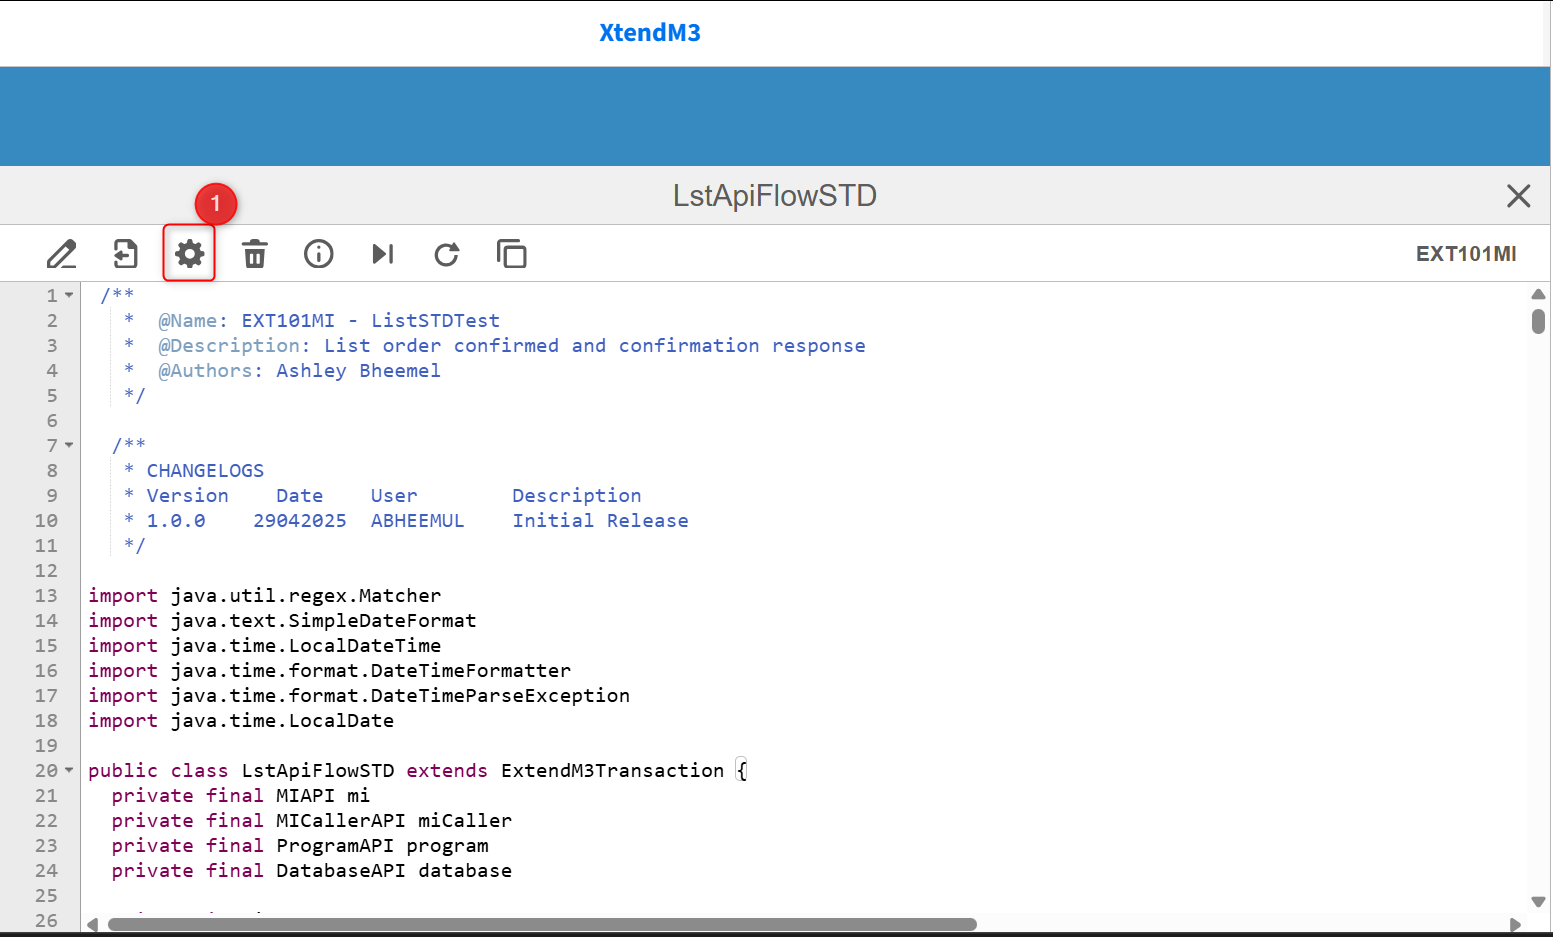 XtendM3
LstApiFlowSTD
1
EXT101MI
1 /**
2 * @Name: EXT101MI - ListSTDTest
3 * @Description: List order confirmed and confirmation response
4 * @Authors: Ashley Bheemel
5 */
6
7 /**
8 * CHANGELOGS
9 * Version Date User Description
10 * 1.0.0 29042025 ABHEEMUL Initial Release
11 */
12
13 import java.util.regex.Matcher
14 import java.text.SimpleDateFormat
15 import java.time.LocalDateTime
16 import java.time.format.DateTimeFormatter
17 import java.time.format.DateTimeParseException
18 import java.time.LocalDate
19
20 public class LstApiFlowSTD extends ExtendM3Transaction {
21 private final MIAPI mi
22 private final MICallerAPI miCaller
23 private final ProgramAPI program
24 private final DatabaseAPI database
25
26